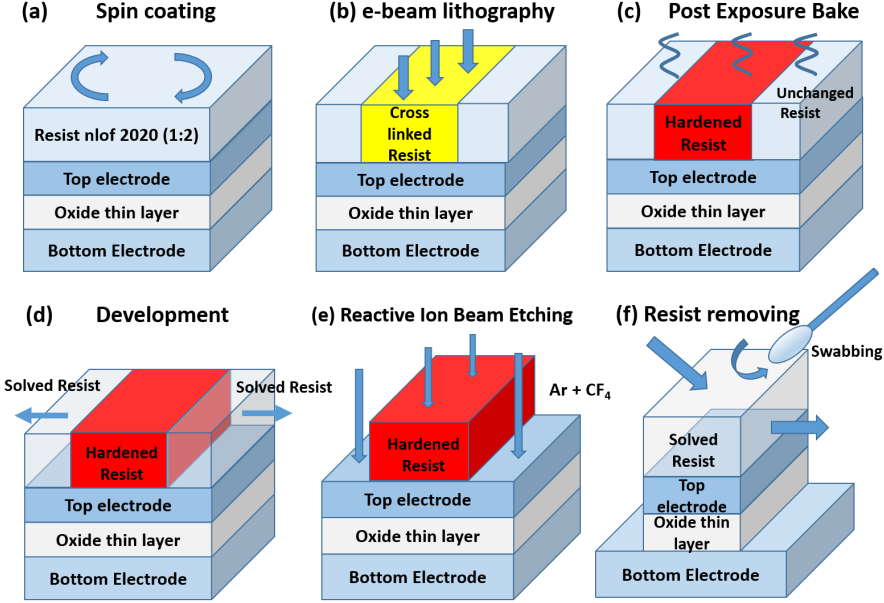 (a) Spin coating
Resist nlof 2020 (1:2)
Top electrode
Oxide thin layer
Bottom Electrode
(b) e-beam lithography
Cross
linked
Resist
Top electrode
Oxide thin layer
Bottom Electrode
(c) Post Exposure Bake
Unchanged
Resist
Hardened
Resist
Top electrode
Oxide thin layer
Bottom Electrode
(d) Development
Solved Resist
Solved Resist
Hardened
Resist
Top electrode
Oxide thin layer
Bottom Electrode
(e) Reactive Ion Beam Etching
Ar + CF₄
Hardened
Resist
Top electrode
Oxide thin layer
Bottom Electrode
(f) Resist removing
Swabbing
Solved
Resist
Top
electrode
Oxide thin
layer
Bottom Electrode